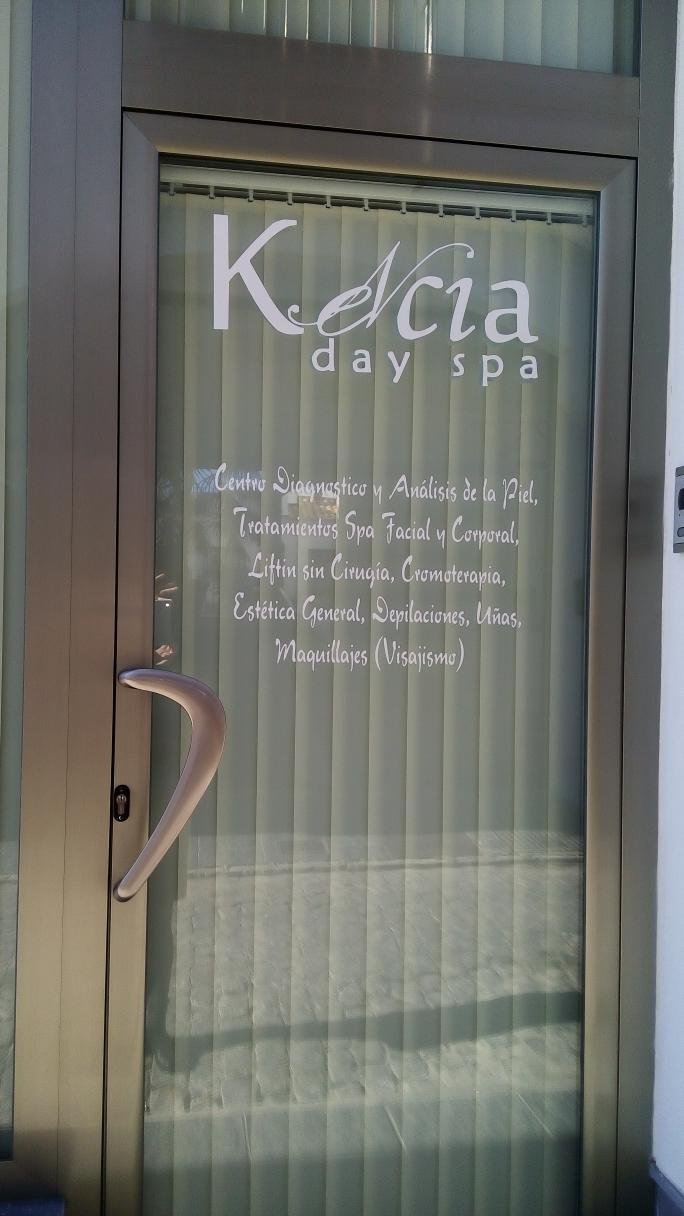 KeNcia
day spa
Centro Diagnostico y Análisis de la Piel,
Tratamientos Spa Facial y Corporal,
Liftin sin Cirugía, Cromoterapia,
Estética General, Depilaciones, Uñas,
Maquillajes (Visajismo)